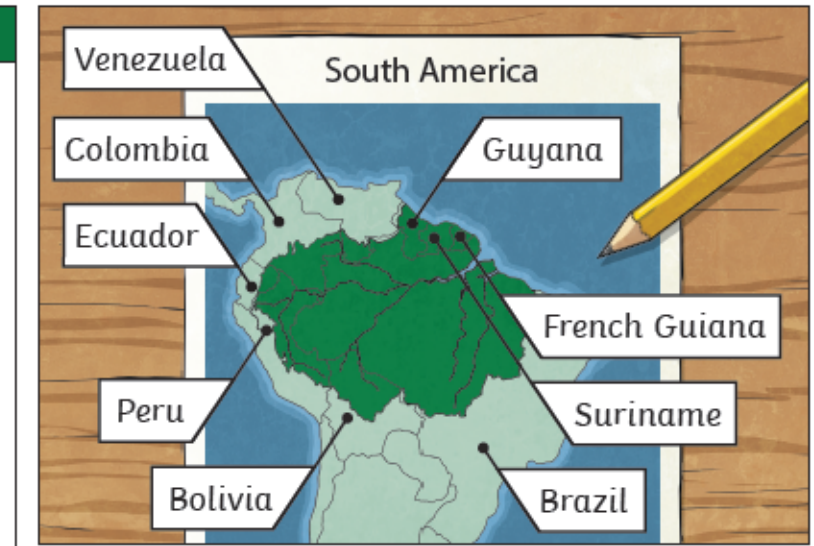 South America
Venezuela
Colombia
Ecuador
Peru
Bolivia
Guyana
French Guiana
Suriname
Brazil